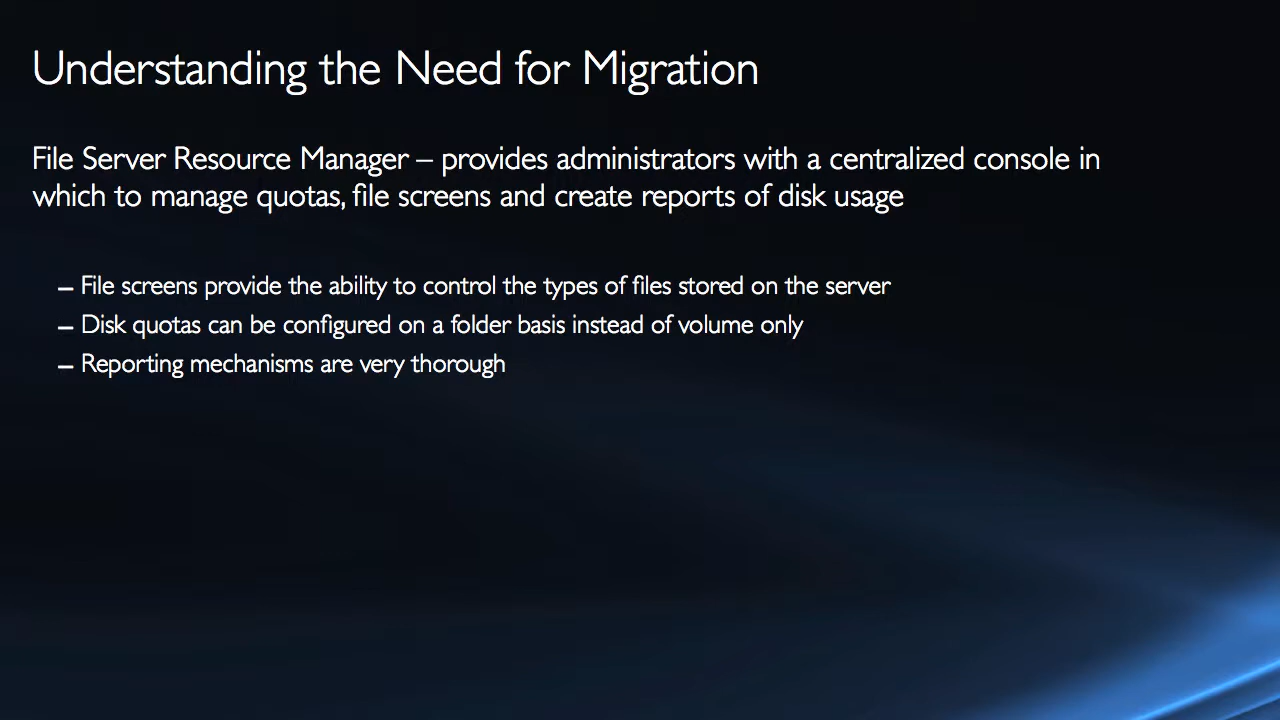 Understanding the Need for Migration
File Server Resource Manager – provides administrators with a centralized console in
which to manage quotas, file screens and create reports of disk usage
– File screens provide the ability to control the types of files stored on the server
– Disk quotas can be configured on a folder basis instead of volume only
– Reporting mechanisms are very thorough